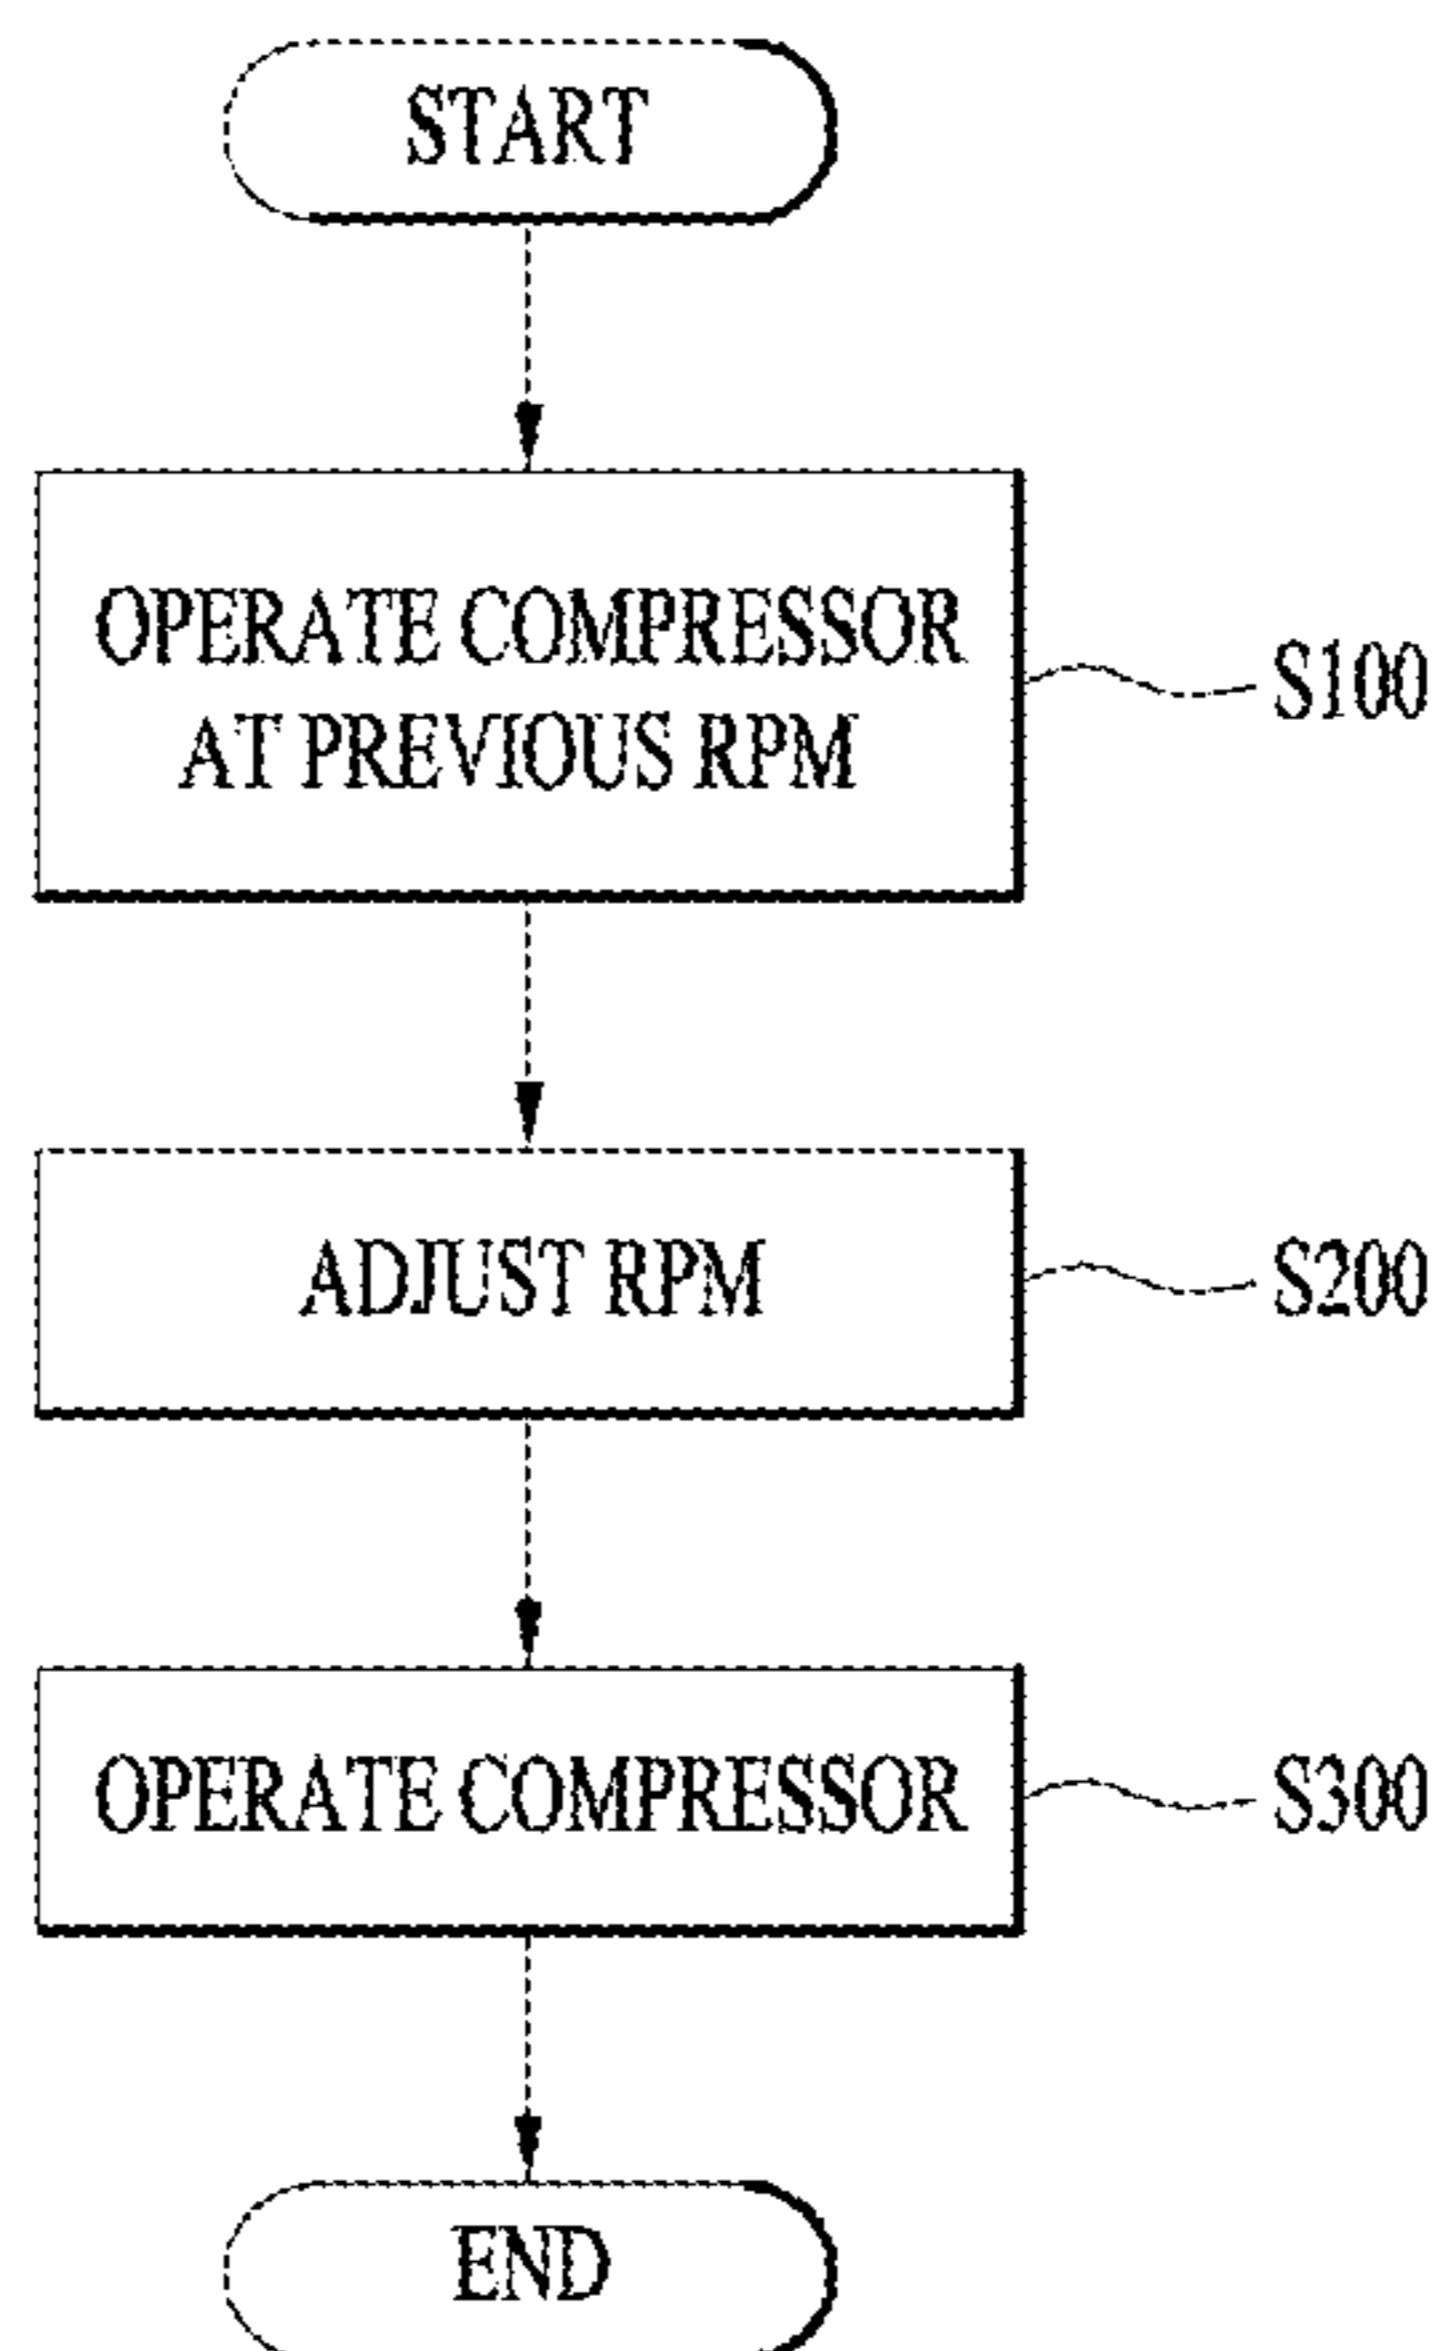 START
OPERATE COMPRESSOR
AT PREVIOUS RPM
S100
ADJUST RPM
S200
OPERATE COMPRESSOR
S300
END